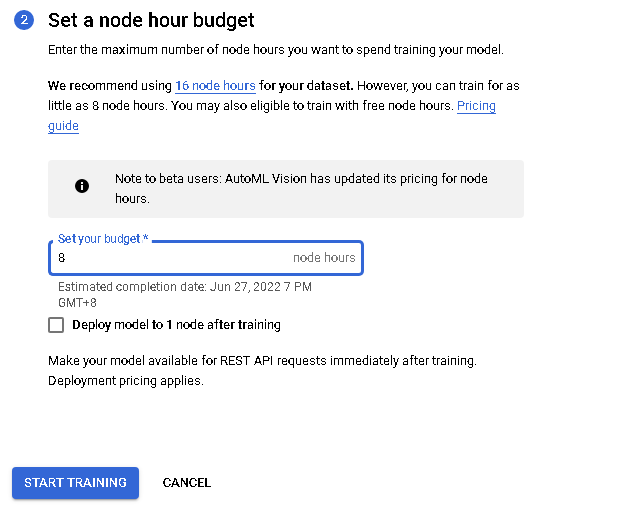 2 Set a node hour budget
Enter the maximum number of node hours you want to spend training your model.
We recommend using 16 node hours for your dataset. However, you can train for as
little as 8 node hours. You may also eligible to train with free node hours. Pricing
guide
Note to beta users: AutoML Vision has updated its pricing for node
hours.
Set your budget *
8 node hours
Estimated completion date: Jun 27, 2022 7 PM
GMT+8
Deploy model to 1 node after training
Make your model available for REST API requests immediately after training.
Deployment pricing applies.
START TRAINING CANCEL